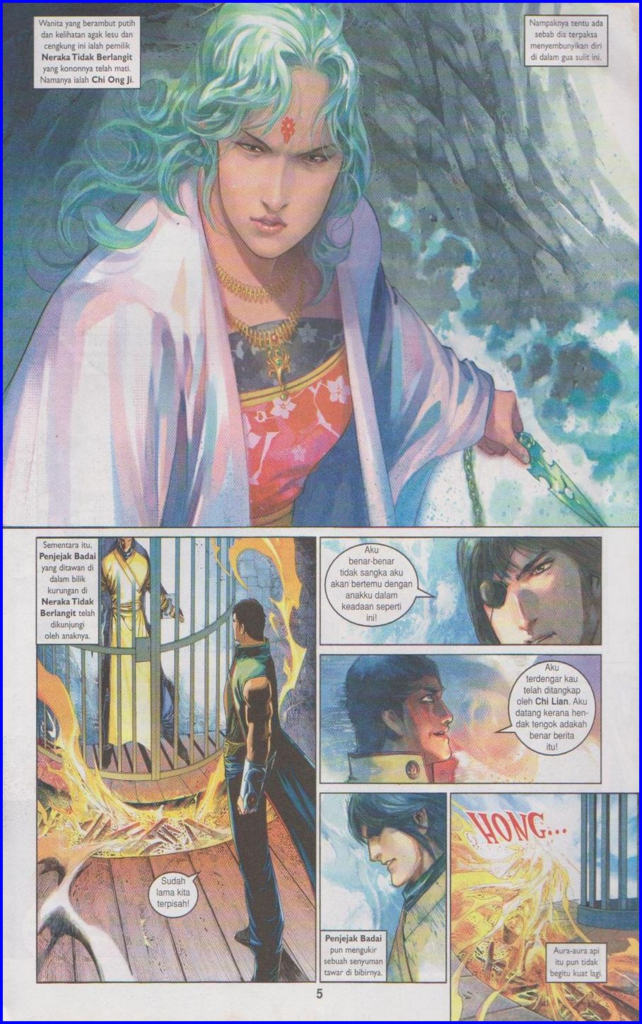 Wanita yang berambut putih
dan kelihatan agak lesu dan
cengkung ini ialah pemilik
Neraka Tidak Berlangit
yang kononnya telah mati.
Namanya ialah Chi Ong Ji.
Nampaknya tentu ada
sebab dia terpaksa
menyembunyikan diri
di dalam gua sulit ini.
Sementara itu,
Penjejak Badai
yang ditawan di
dalam bilik
kurungan di
Neraka Tidak
Berlangit telah
dikunjungi
oleh anaknya.
Sudah
lama kita
terpisah!
Aku
benar-benar
tidak sangka aku
akan bertemu dengan
anakku dalam
keadaan seperti
ini!
Aku
terdengar kau
telah ditangkap
oleh Chi Lian. Aku
datang kerana hen-
dak tengok adakah
benar berita
itu!
Penjejak Badai
pun mengukir
sebuah senyuman
tawar di bibirnya.
HONG...
Aura-aura api
itu pun tidak
begitu kuat lagi.
5